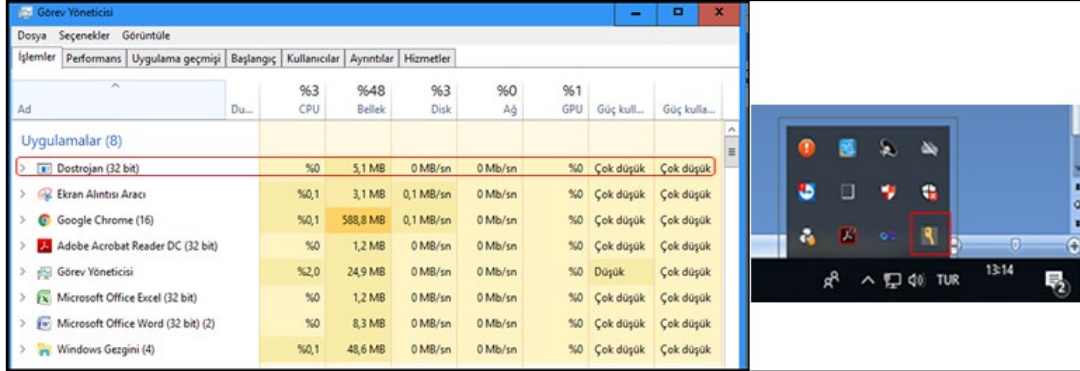 Görev Yöneticisi
Dosya Seçenekler Görüntüle
İşlemler Performans Uygulama geçmişi Başlangıç Kullanıcılar Ayrıntılar Hizmetler
%3 %48 %3 %0 %1
Ad Du... CPU Bellek Disk Ağ GPU Güç kull... Güç kulla...
Uygulamalar (8)
Dostrojan (32 bit) %0 5,1 MB 0 MB/sn 0 Mb/sn %0 Çok düşük Çok düşük
Ekran Alıntısı Aracı %0,1 3,1 MB 0,1 MB/sn 0 Mb/sn %0 Çok düşük Çok düşük
Google Chrome (16) %0,1 588,8 MB 0,1 MB/sn 0 Mb/sn %0 Çok düşük Çok düşük
Adobe Acrobat Reader DC (32 bit) %0 1,2 MB 0 MB/sn 0 Mb/sn %0 Çok düşük Çok düşük
Görev Yöneticisi %2,0 24,9 MB 0 MB/sn 0 Mb/sn %0 Düşük Çok düşük
Microsoft Office Excel (32 bit) %0 1,2 MB 0 MB/sn 0 Mb/sn %0 Çok düşük Çok düşük
Microsoft Office Word (32 bit) (2) %0 8,3 MB 0 MB/sn 0 Mb/sn %0 Çok düşük Çok düşük
Windows Gezgini (4) %0,1 48,6 MB 0 MB/sn 0 Mb/sn %0 Çok düşük Çok düşük
TUR 13:14 2